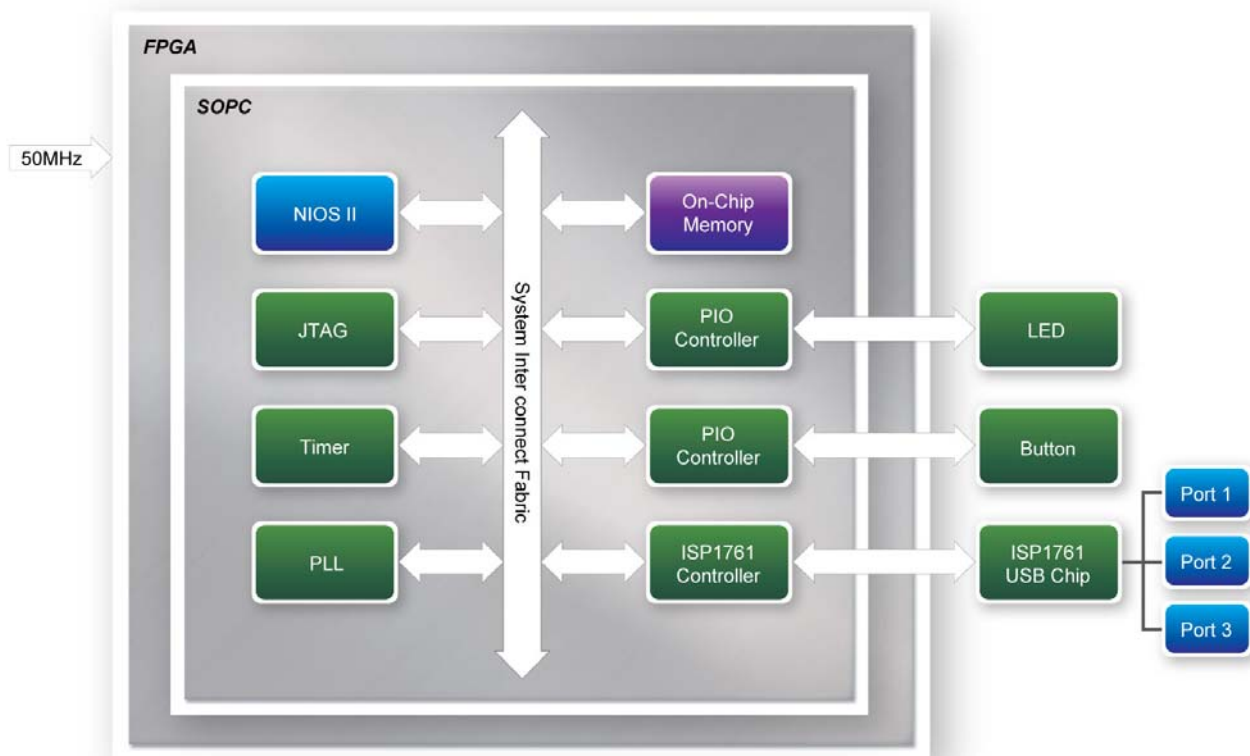 FPGA
SOPC
50MHz
NIOS II
On-Chip
Memory
System Inter connect Fabric
JTAG
PIO
Controller
LED
Timer
PIO
Controller
Button
PLL
ISP1761
Controller
ISP1761
USB Chip
Port 1
Port 2
Port 3